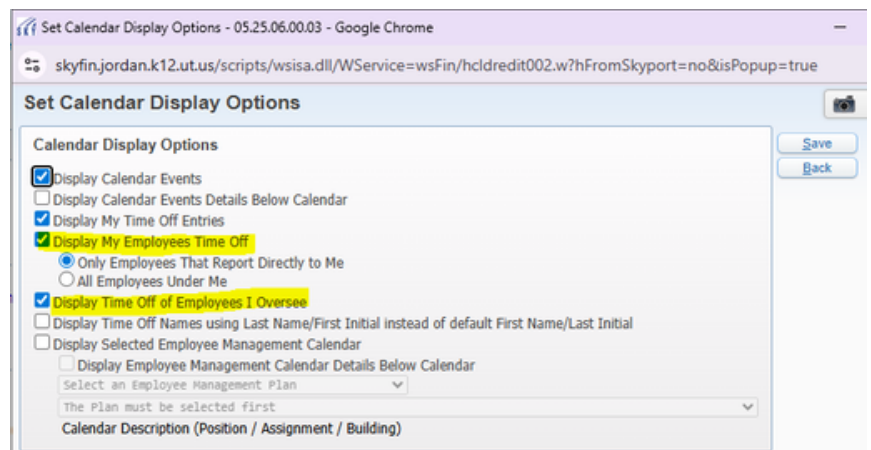 Set Calendar Display Options - 05.25.06.00.03 - Google Chrome
skyfin.jordan.k12.ut.us/scripts/wsisa.dll/WService=wsFin/hcldredit002.w?hFromSkyport=no&isPopup=true
Set Calendar Display Options
Calendar Display Options
Save
Back
Display Calendar Events
Display Calendar Events Details Below Calendar
Display My Time Off Entries
Display My Employees Time Off
Only Employees That Report Directly to Me
All Employees Under Me
Display Time Off of Employees I Oversee
Display Time Off Names using Last Name/First Initial instead of default First Name/Last Initial
Display Selected Employee Management Calendar
Display Employee Management Calendar Details Below Calendar
Select an Employee Management Plan
The Plan must be selected first
Calendar Description (Position / Assignment / Building)